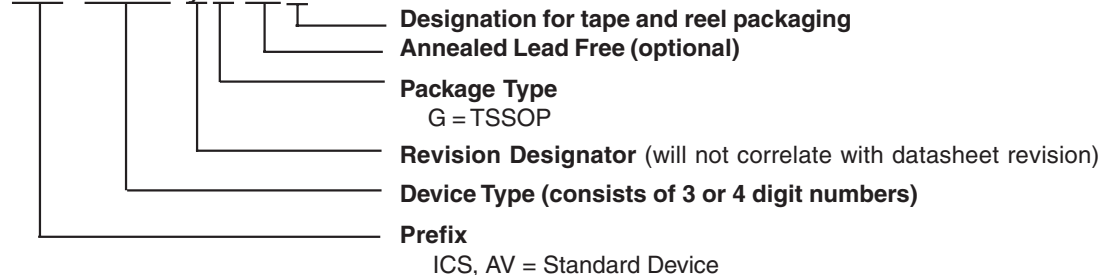 Designation for tape and reel packaging
Annealed Lead Free (optional)
Package Type
G = TSSOP
Revision Designator (will not correlate with datasheet revision)
Device Type (consists of 3 or 4 digit numbers)
Prefix
ICS, AV = Standard Device